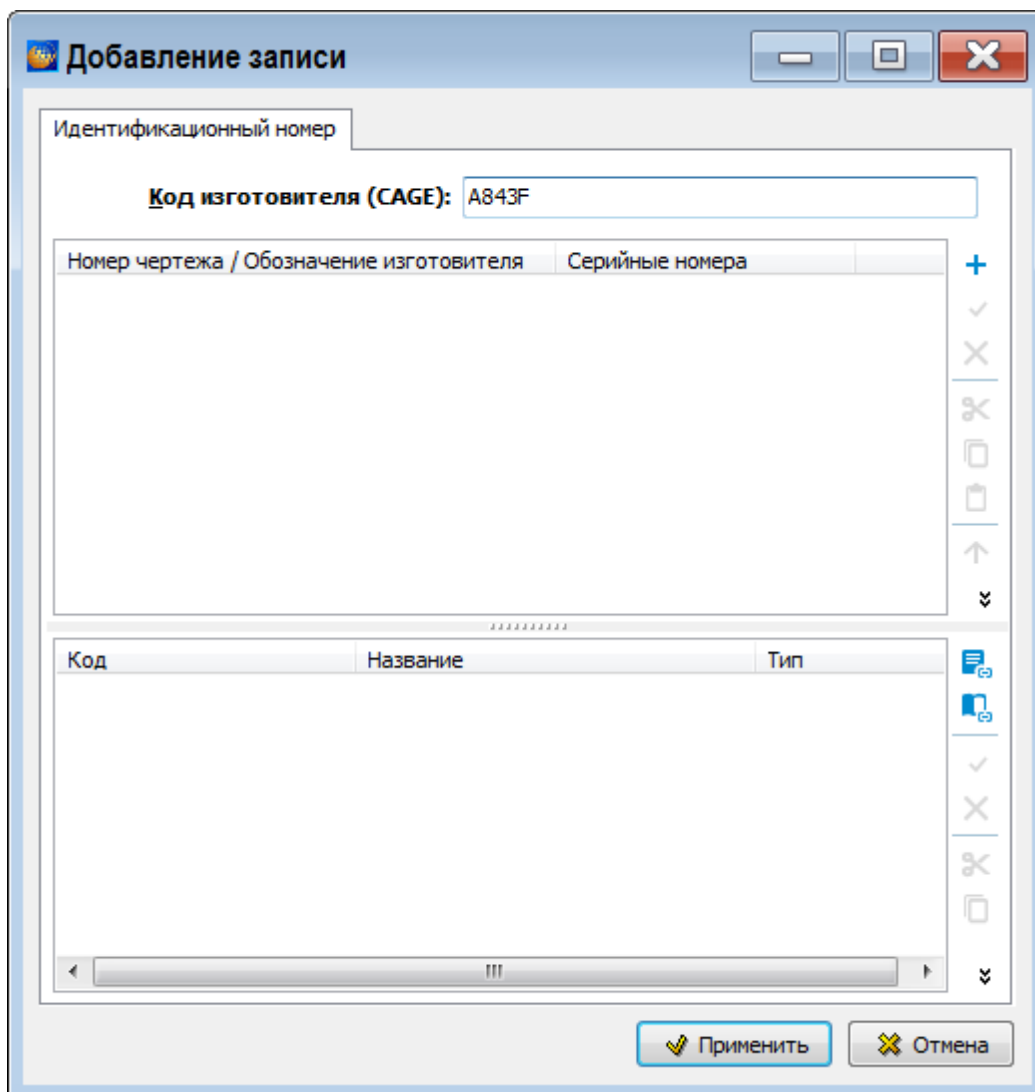 Добавление записи
Идентификационный номер
Код изготовителя (CAGE): A843F
Номер чертежа / Обозначение изготовителя Серийные номера
Код Название Тип
Применить Отмена